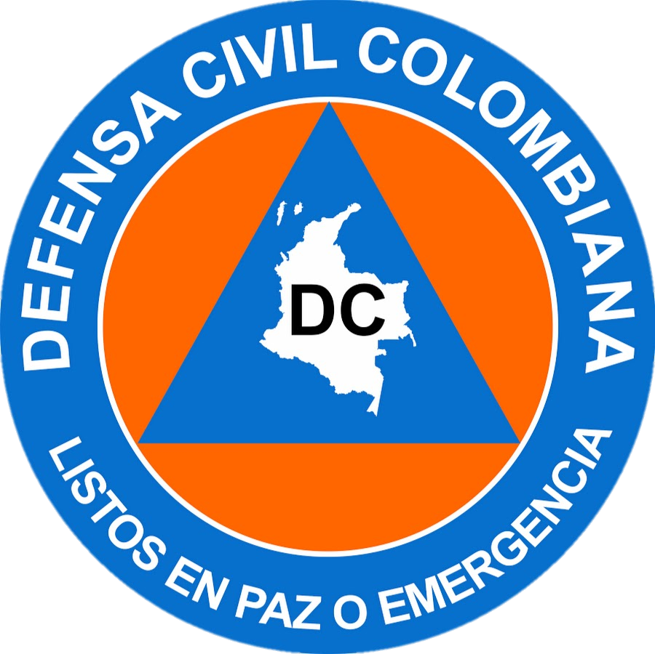 DEFENSA CIVIL COLOMBIANA
DC
LISTOS EN PAZ O EMERGENCIA